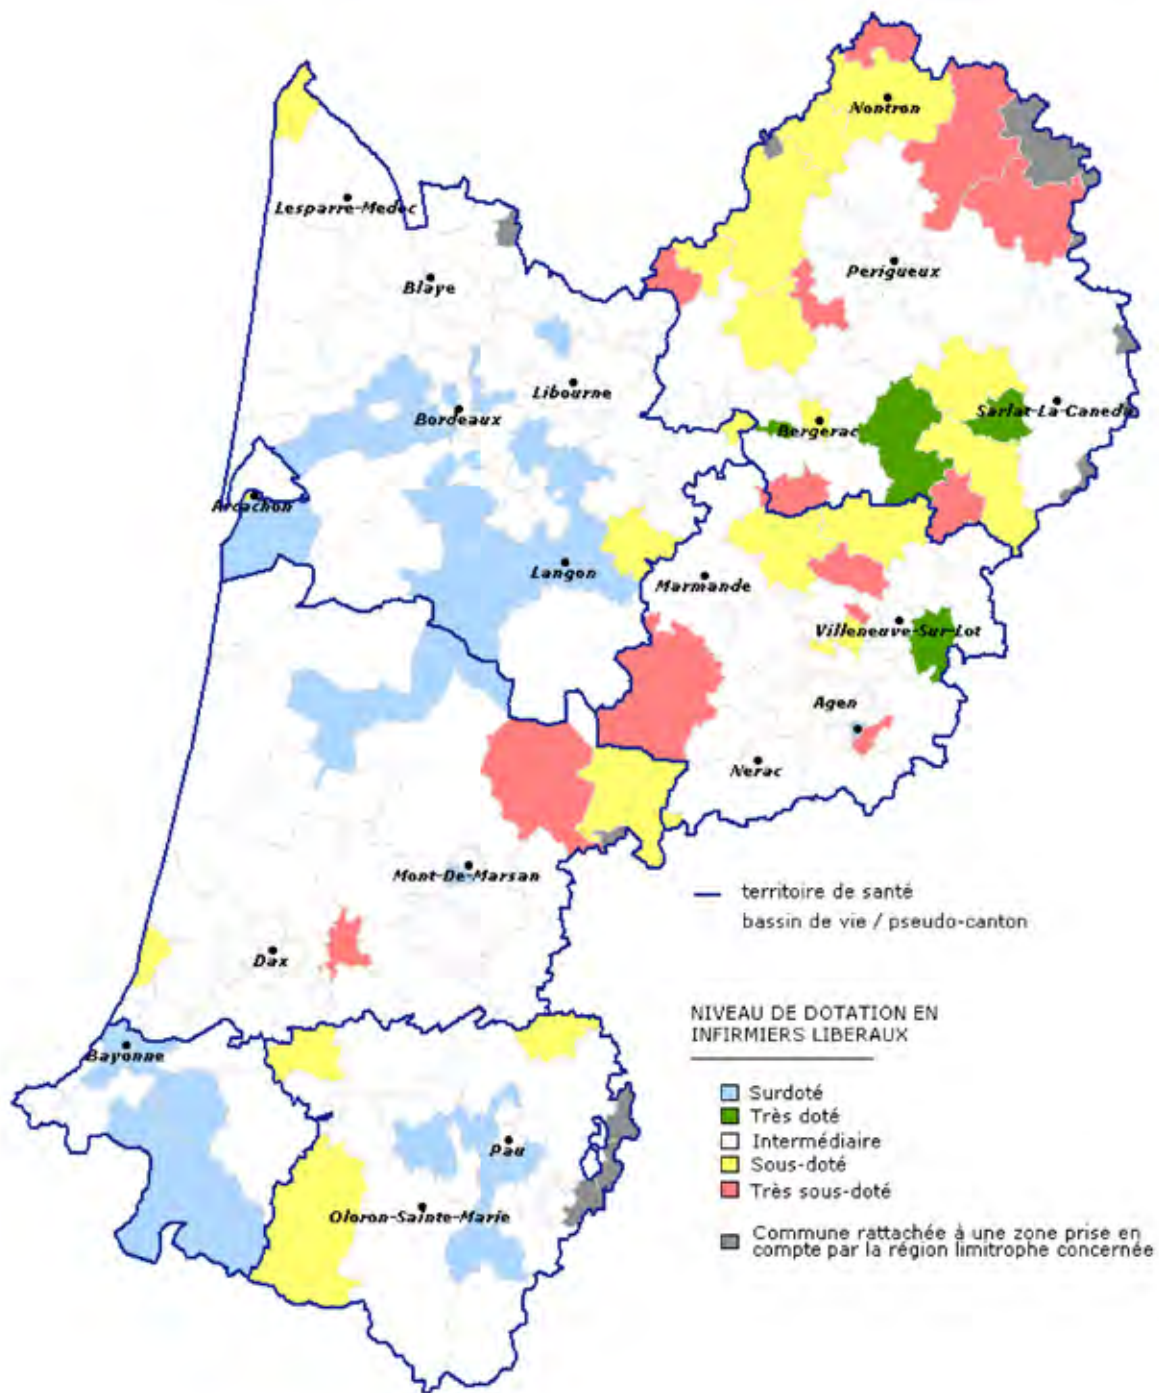 Nontron
Lesparre-Medoc
Perigueux
Blaye
Libourne
Bordeaux
Sarlat-La-Caneda
Bergerac
Arcachon
Langon
Marmande
Villeneuve-Sur-Lot
Agen
Nerac
Mont-De-Marsan
territoire de santé
bassin de vie / pseudo-canton
Dax
NIVEAU DE DOTATION EN
INFIRMIERS LIBERAUX
Bayonne
Surdoté
Très doté
Intermédiaire
Pau
Sous-doté
Très sous-doté
Oloron-Sainte-Marie
Commune rattachée à une zone prise en
compte par la région limitrophe concernée